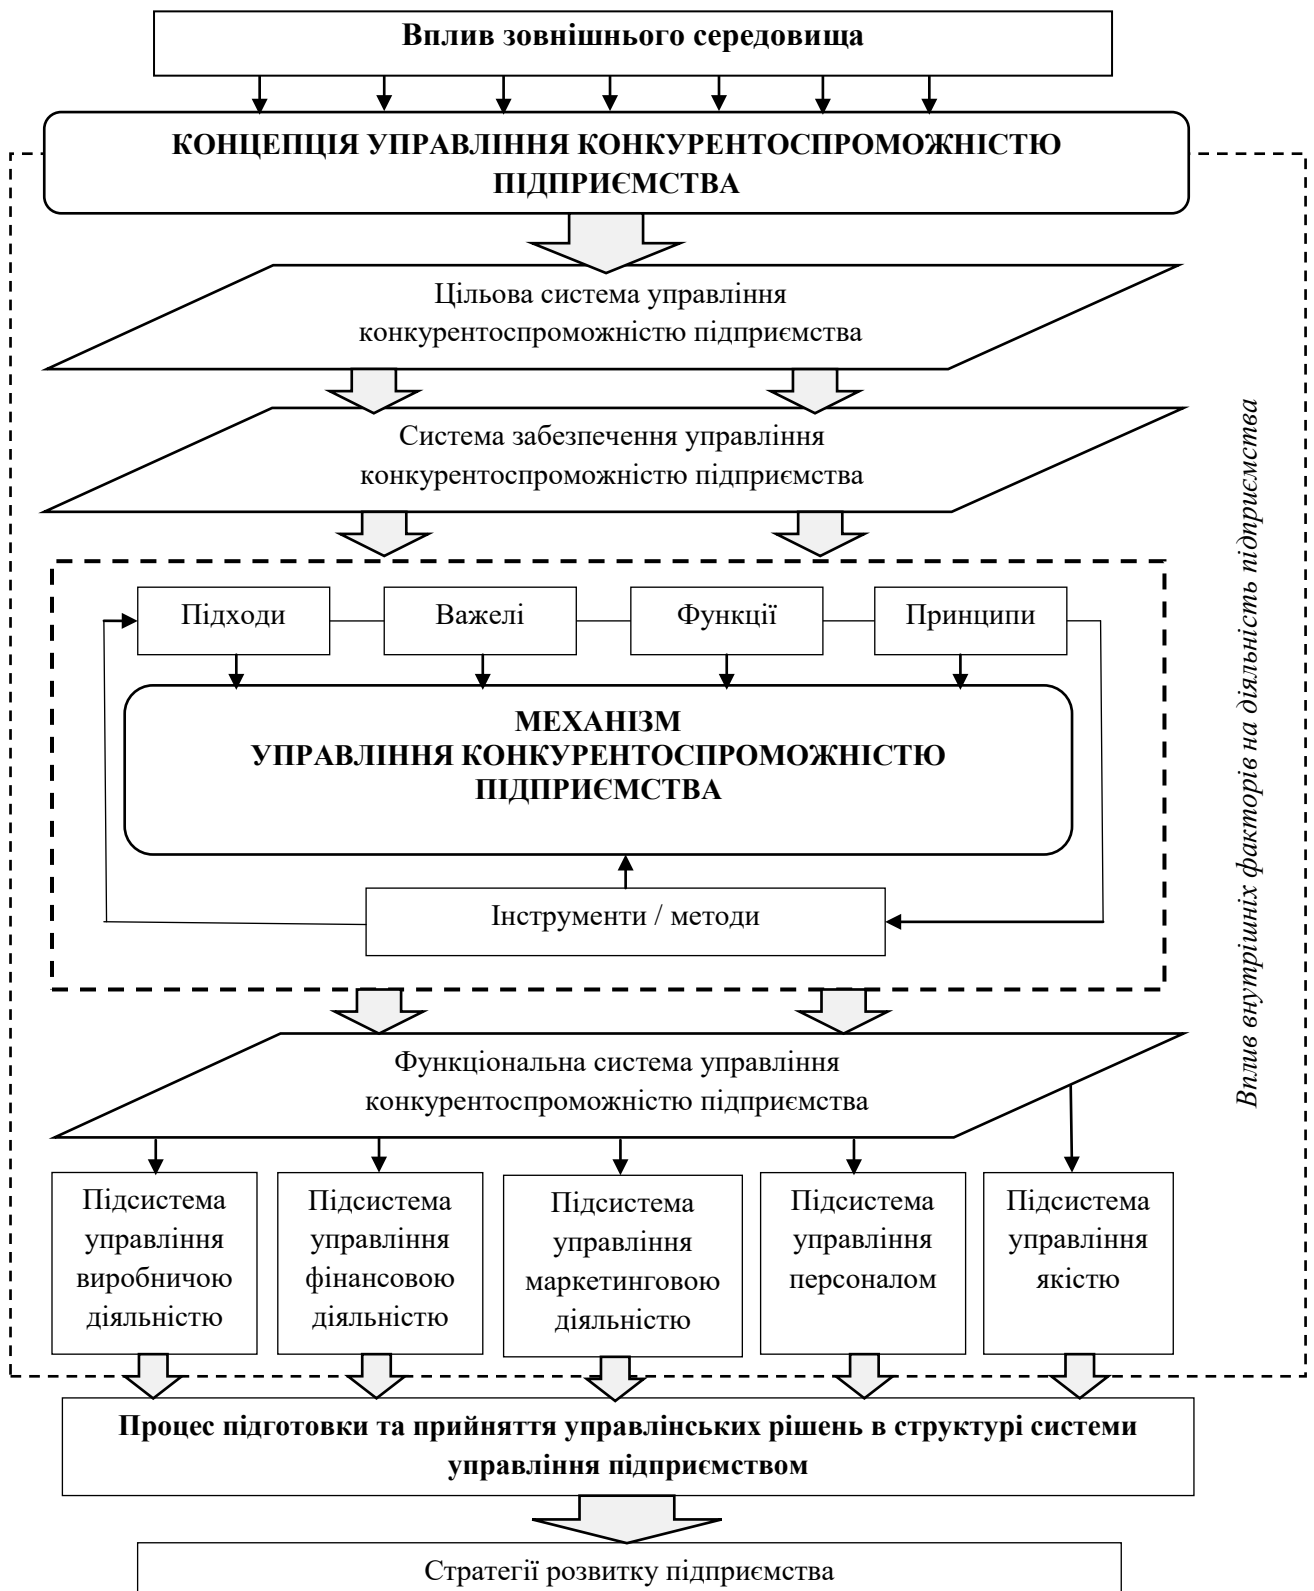 Вплив зовнішнього середовища
КОНЦЕПЦІЯ УПРАВЛІННЯ КОНКУРЕНТОСПРОМОЖНІСТЮ
ПІДПРИЄМСТВА
Цільова система управління
конкурентоспроможністю підприємства
Система забезпечення управління
конкурентоспроможністю підприємства
Вплив внутрішніх факторів на діяльність підприємства
Підходи
Важелі
Функції
Принципи
МЕХАНІЗМ
УПРАВЛІННЯ КОНКУРЕНТОСПРОМОЖНІСТЮ
ПІДПРИЄМСТВА
Інструменти / методи
Функціональна система управління
конкурентоспроможністю підприємства
Підсистема
управління
виробничою
діяльністю
Підсистема
управління
фінансовою
діяльністю
Підсистема
управління
маркетинговою
діяльністю
Підсистема
управління
персоналом
Підсистема
управління
якістю
Процес підготовки та прийняття управлінських рішень в структурі системи
управління підприємством
Стратегії розвитку підприємства